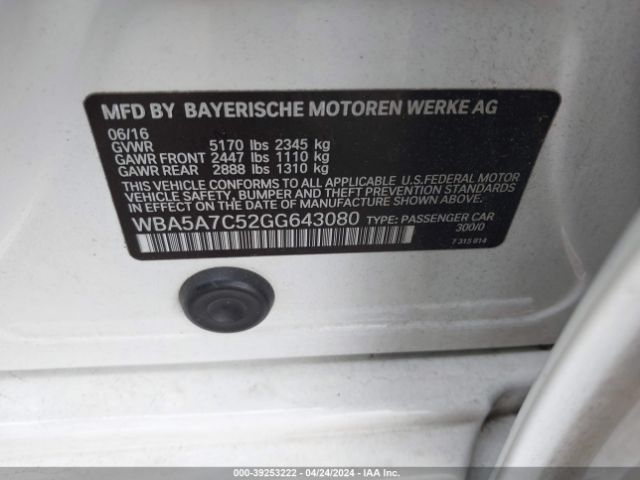 MFD BY BAYERISCHE MOTOREN WERKE AG
06/16
GVWR 5170 lbs 2345 kg
GAWR FRONT 2447 lbs 1110 kg
GAWR REAR 2888 lbs 1310 kg
THIS VEHICLE CONFORMS TO ALL APPLICABLE U.S.FEDERAL MOTOR
VEHICLE SAFETY, BUMPER, AND THEFT PREVENTION STANDARDS
IN EFFECT ON THE DATE OF MANUFACTURE SHOWN ABOVE.
WBA5A7C52GG643080 TYPE: PASSENGER CAR
300/0
7 315 814
000-39253222 - 04/24/2024 - IAA Inc.